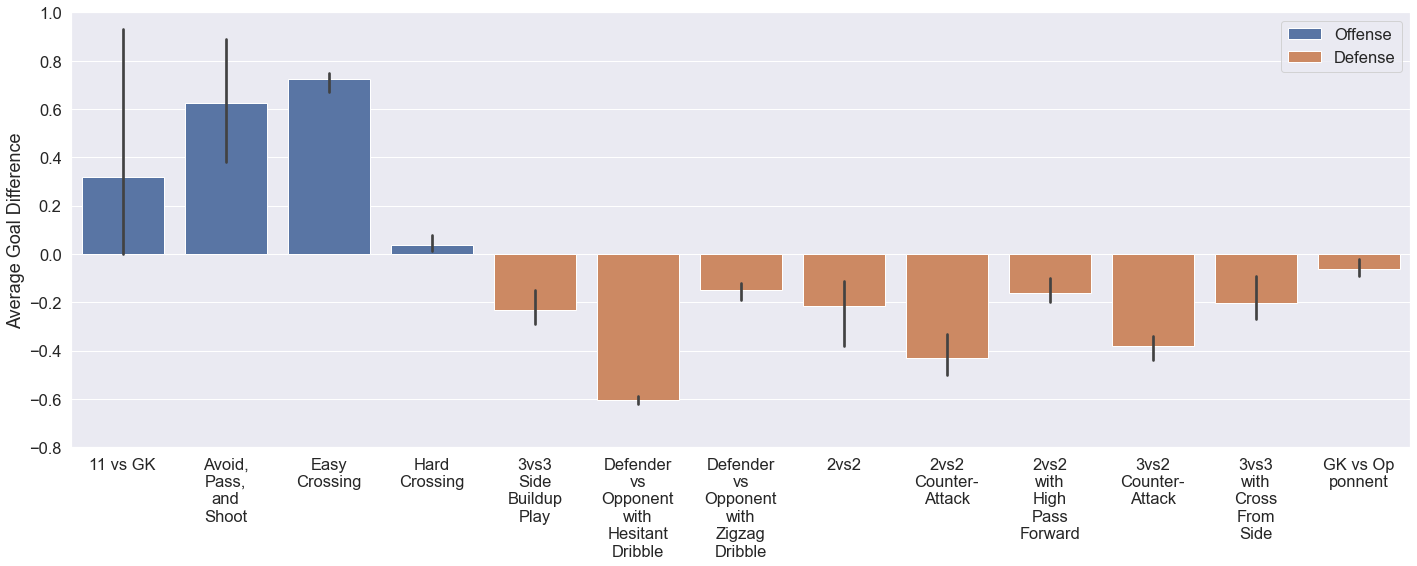 Average Goal Difference
1.0
0.8
0.6
0.4
0.2
0.0
−0.2
−0.4
−0.6
−0.8
Offense
Defense
11 vs GK
Avoid,
Pass,
and
Shoot
Easy
Crossing
Hard
Crossing
3vs3
Side
Buildup
Play
Defender
vs
Opponent
with
Hesitant
Dribble
Defender
vs
Opponent
with
Zigzag
Dribble
2vs2
2vs2
Counter-
Attack
2vs2
with
High
Pass
Forward
3vs2
Counter-
Attack
3vs3
with
Cross
From
Side
GK vs Op
ponnent